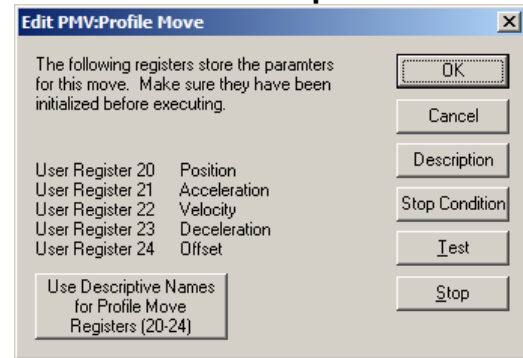 Edit PMV:Profile Move
The following registers store the paramters
for this move. Make sure they have been
initialized before executing.
User Register 20 Position
User Register 21 Acceleration
User Register 22 Velocity
User Register 23 Deceleration
User Register 24 Offset
Use Descriptive Names
for Profile Move
Registers (20-24)
OK
Cancel
Description
Stop Condition
Test
Stop